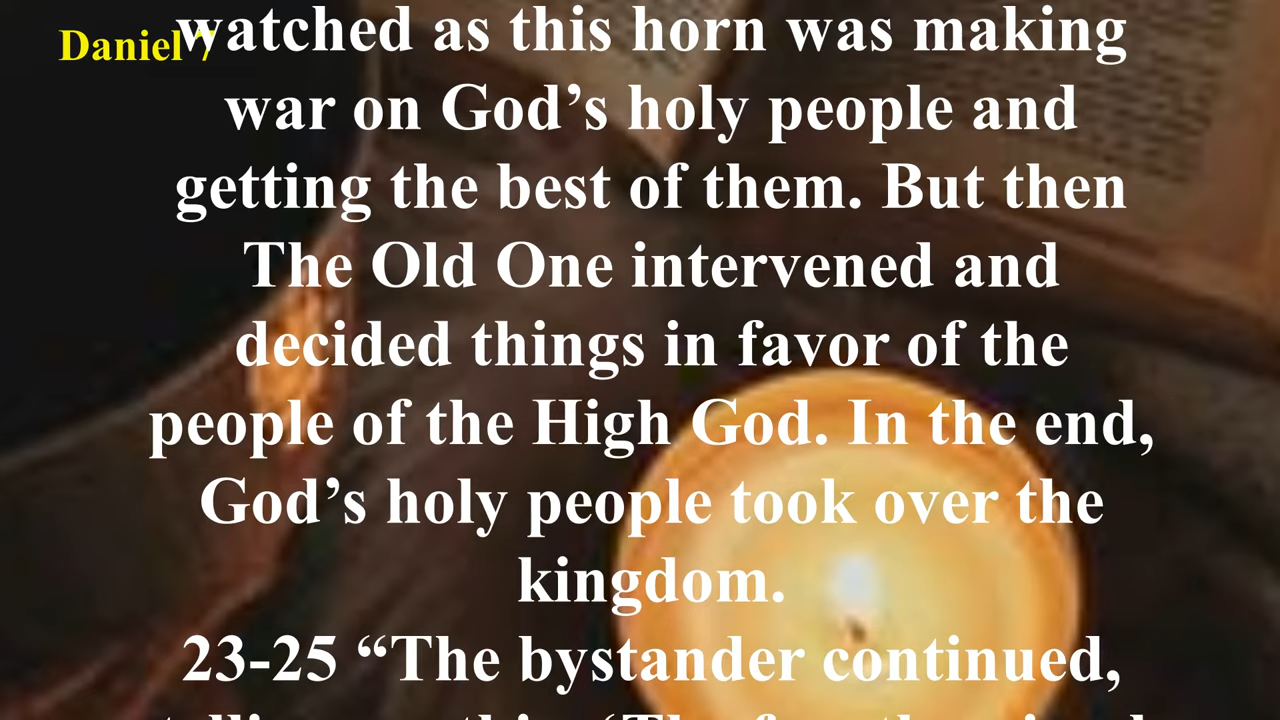 Daniel 7
watched as this horn was making
war on God’s holy people and
getting the best of them. But then
The Old One intervened and
decided things in favor of the
people of the High God. In the end,
God’s holy people took over the
kingdom.
23-25 “The bystander continued,